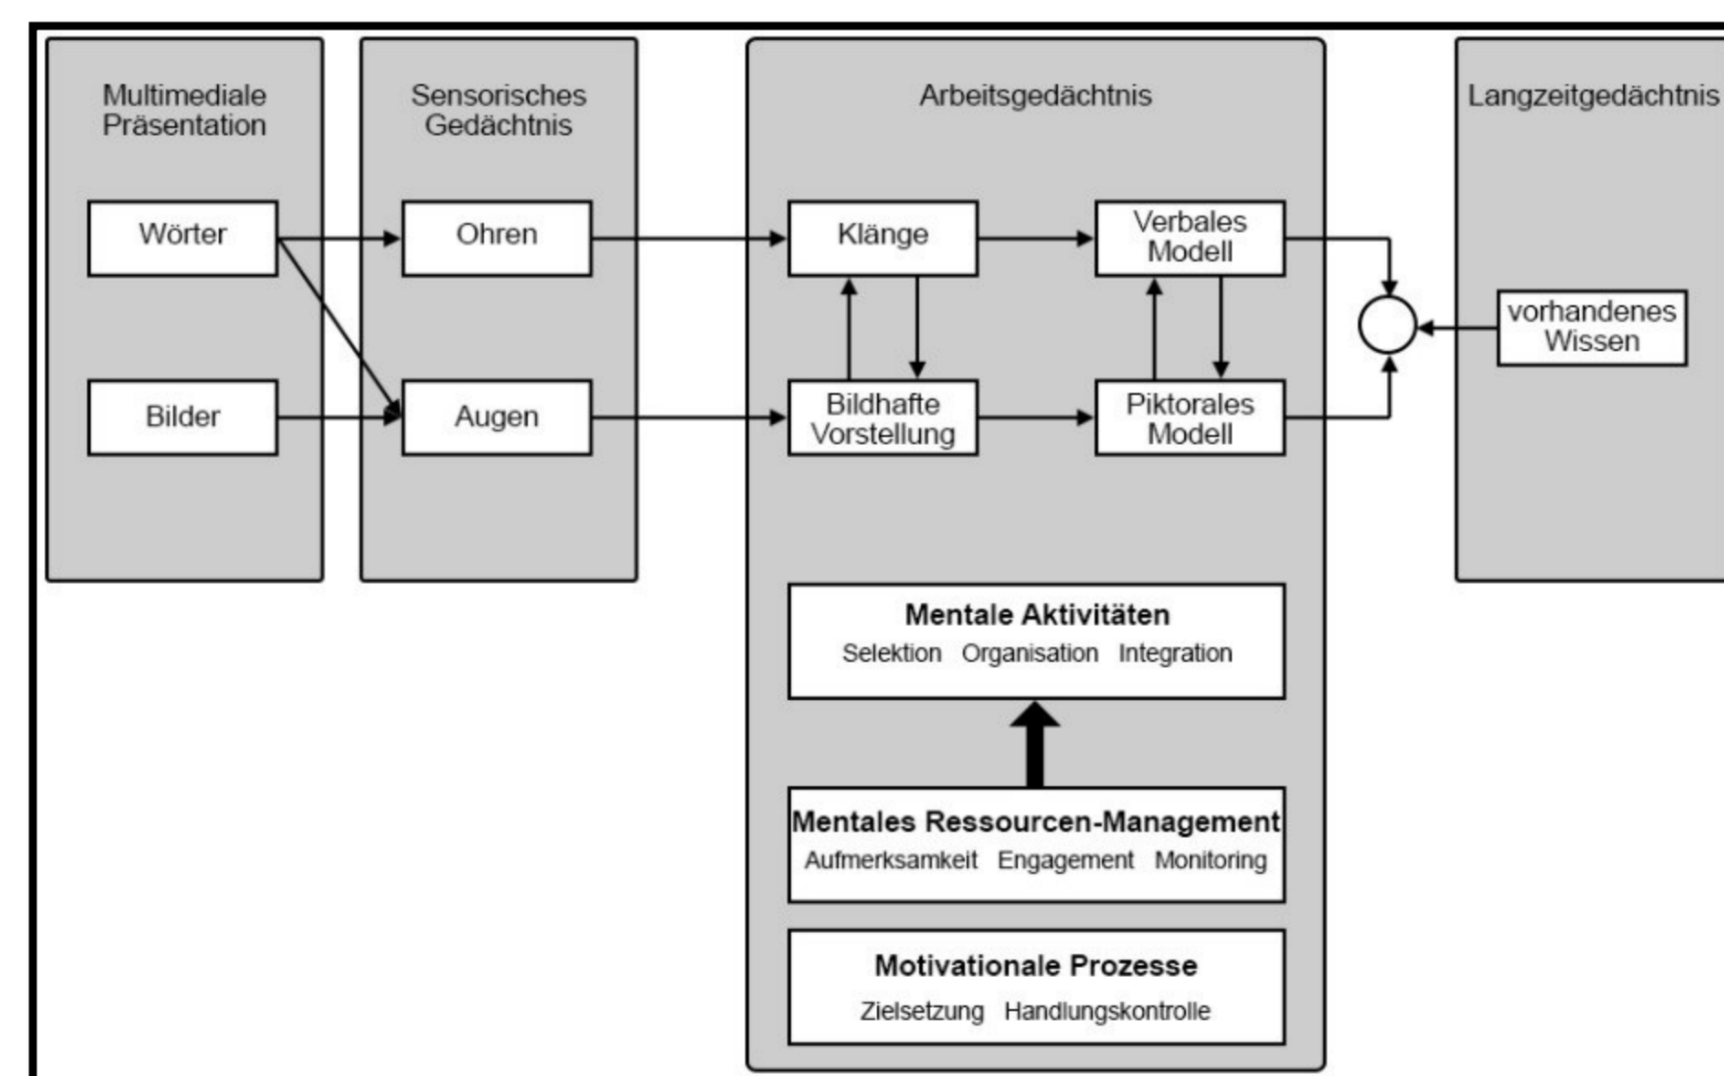 Multimediale
Präsentation
Sensorisches
Gedächtnis
Arbeitsgedächtnis
Langzeitgedächtnis
Wörter
Ohren
Klänge
Verbales
Modell
vorhandenes
Wissen
Bilder
Augen
Bildhafte
Vorstellung
Piktorales
Modell
Mentale Aktivitäten
Selektion Organisation Integration
Mentales Ressourcen-Management
Aufmerksamkeit Engagement Monitoring
Motivationale Prozesse
Zielsetzung Handlungskontrolle